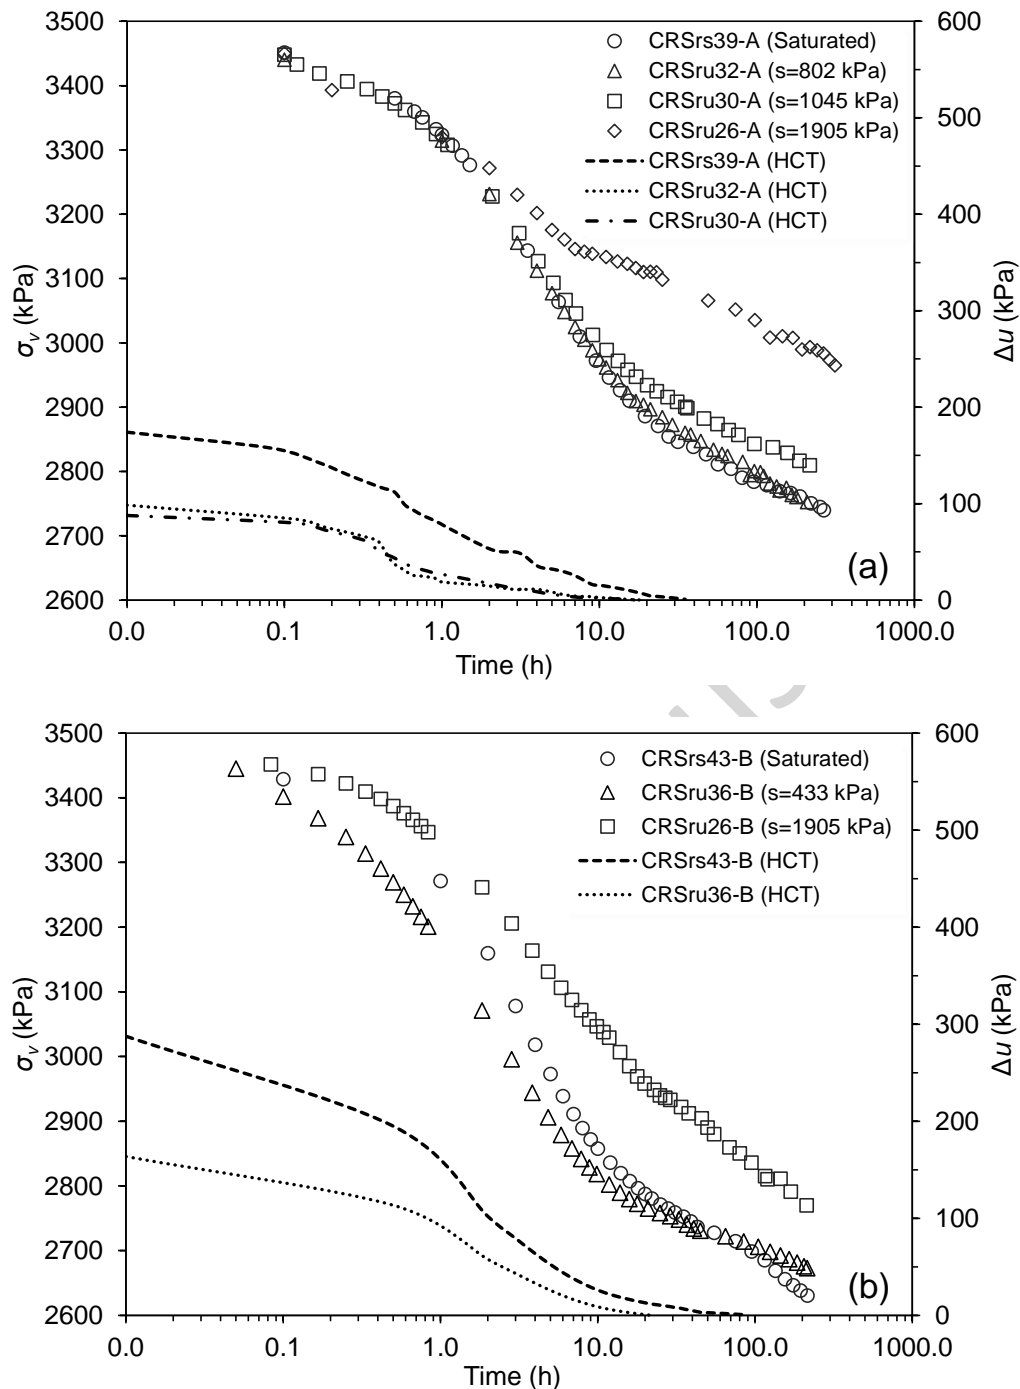 3500
3400
3300
3200
3100
3000
2900
2800
2700
2600
σv (kPa)
600
500
400
300
200
100
0
Δu (kPa)
CRSrs39-A (Saturated)
CRSru32-A (s=802 kPa)
CRSru30-A (s=1045 kPa)
CRSru26-A (s=1905 kPa)
CRSrs39-A (HCT)
CRSru32-A (HCT)
CRSru30-A (HCT)
(a)
0.0 0.1 1.0 10.0 100.0 1000.0
Time (h)
3500
3400
3300
3200
3100
3000
2900
2800
2700
2600
σv (kPa)
600
500
400
300
200
100
0
Δu (kPa)
CRSrs43-B (Saturated)
CRSru36-B (s=433 kPa)
CRSru26-B (s=1905 kPa)
CRSrs43-B (HCT)
CRSru36-B (HCT)
(b)
0.0 0.1 1.0 10.0 100.0 1000.0
Time (h)